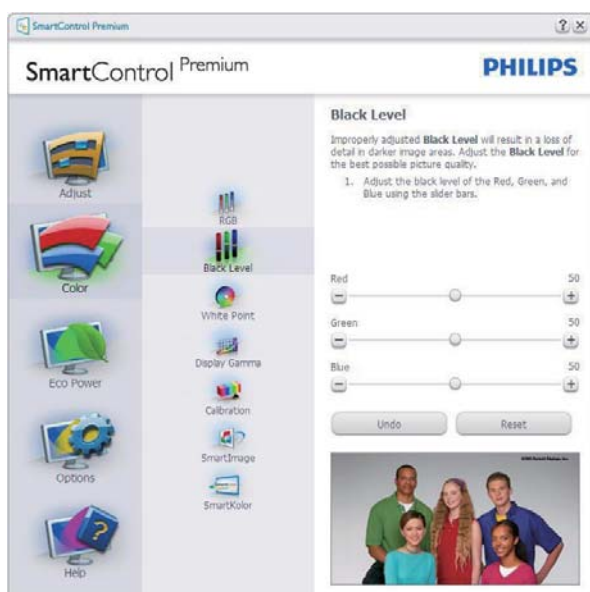 SmartControl Premium
SmartControl Premium
PHILIPS
Adjust
Color
Eco Power
Options
Help
RGB
Black Level
White Point
Display Gamma
Calibration
SmartImage
SmartKolor
Black Level
Improperly adjusted Black Level will result in a loss of
detail in darker image areas. Adjust the Black Level for
the best possible picture quality.
1. Adjust the black level of the Red, Green, and
Blue using the slider bars.
Red 50
Green 50
Blue 50
Undo Reset